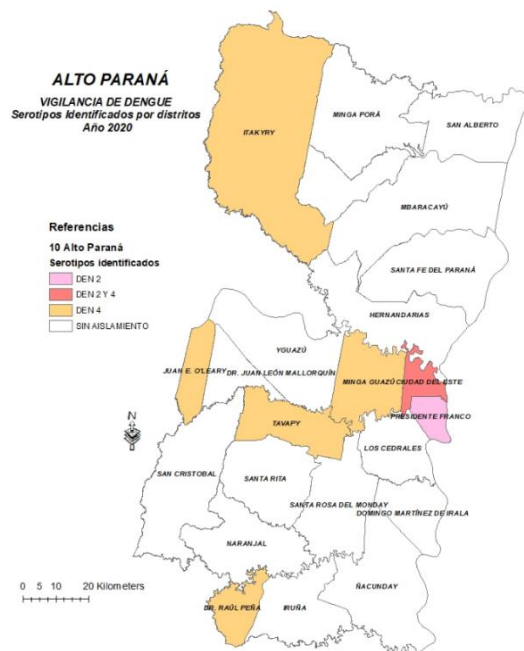 ALTO PARANÁ
VIGILANCIA DE DENGUE
Serotipos Identificados por distritos
Año 2020
ITAKYRY
MINGA PORÁ
SAN ALBERTO
MBARACAYÚ
SANTA FE DEL PARANÁ
HERNANDARIAS
Referencias
10 Alto Paraná
Serotipos identificados
DEN 2
DEN 2 Y 4
DEN 4
SIN AISLAMIENTO
YGUAZÚ
JUAN E. O'LEARY
DR. JUAN LEÓN MALLORQUÍN
MINGA GUAZÚ
CIUDAD DEL ESTE
PRESIDENTE FRANCO
TAVAPY
N
LOS CEDRALES
SAN CRISTOBAL
SANTA RITA
SANTA ROSA DEL MONDAY
DOMINGO MARTÍNEZ DE IRALA
NARANJAL
ÑACUNDAY
DR. RAÚL PEÑA
IRUÑA
0 5 10 20 Kilometers